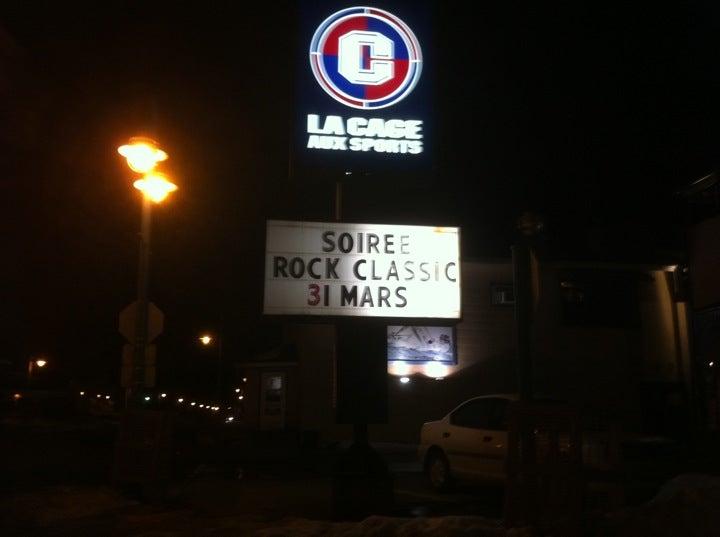 C
LA CAGE
AUX SPORTS
SOIREE
ROCK CLASSIC
31 MARS